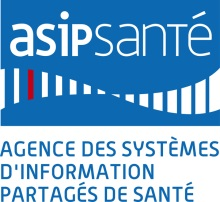 asipsanté
AGENCE DES SYSTÈMES
D'INFORMATION
PARTAGÉS DE SANTÉ